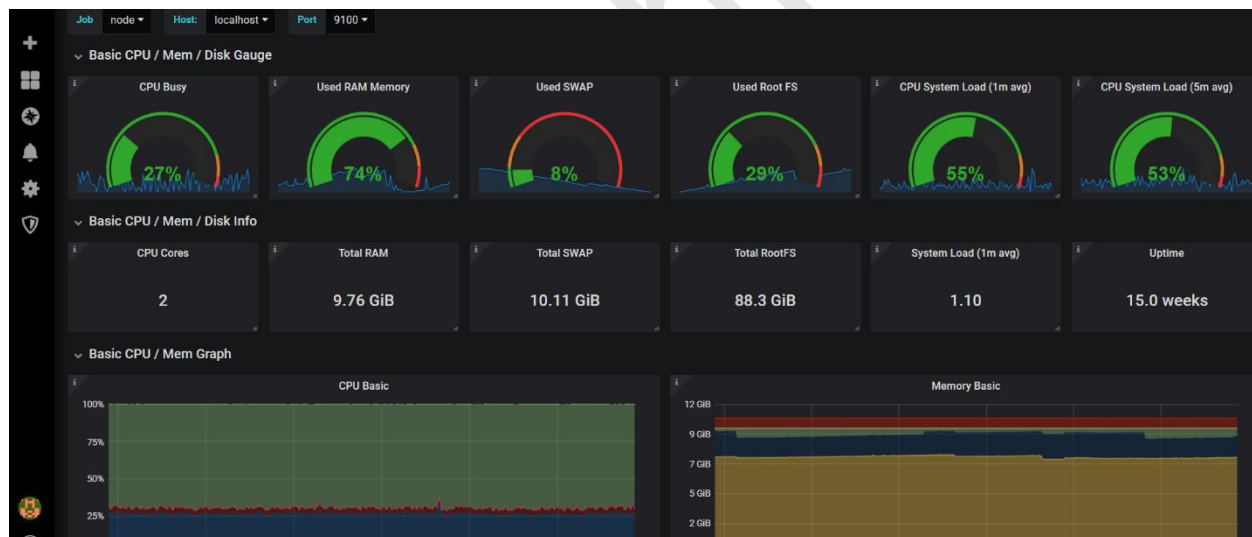 Job node Host: localhost Port 9100
Basic CPU / Mem / Disk Gauge
CPU Busy
27%
Used RAM Memory
74%
Used SWAP
8%
Used Root FS
29%
CPU System Load (1m avg)
55%
CPU System Load (5m avg)
53%
Basic CPU / Mem / Disk Info
CPU Cores
2
Total RAM
9.76 GiB
Total SWAP
10.11 GiB
Total RootFS
88.3 GiB
System Load (1m avg)
1.10
Uptime
15.0 weeks
Basic CPU / Mem Graph
CPU Basic
100%
75%
50%
25%
Memory Basic
12 GiB
9 GiB
7 GiB
5 GiB
2 GiB